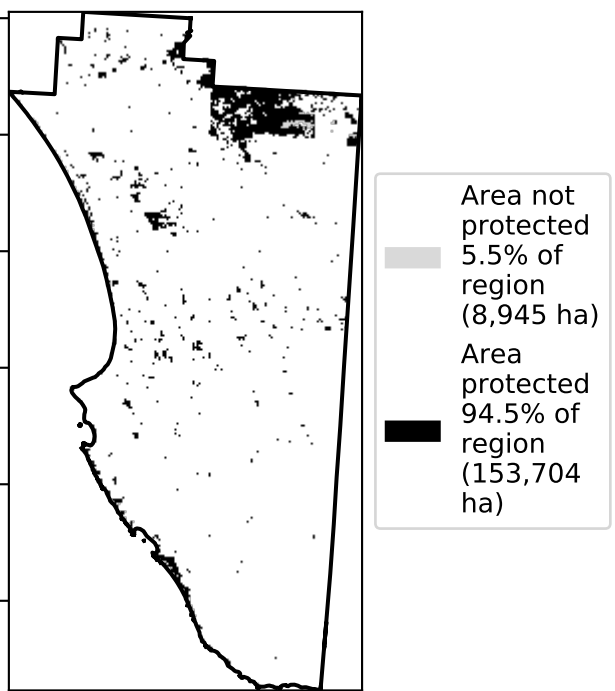 Area not
protected
5.5% of
region
(8,945 ha)
Area
protected
94.5% of
region
(153,704
ha)